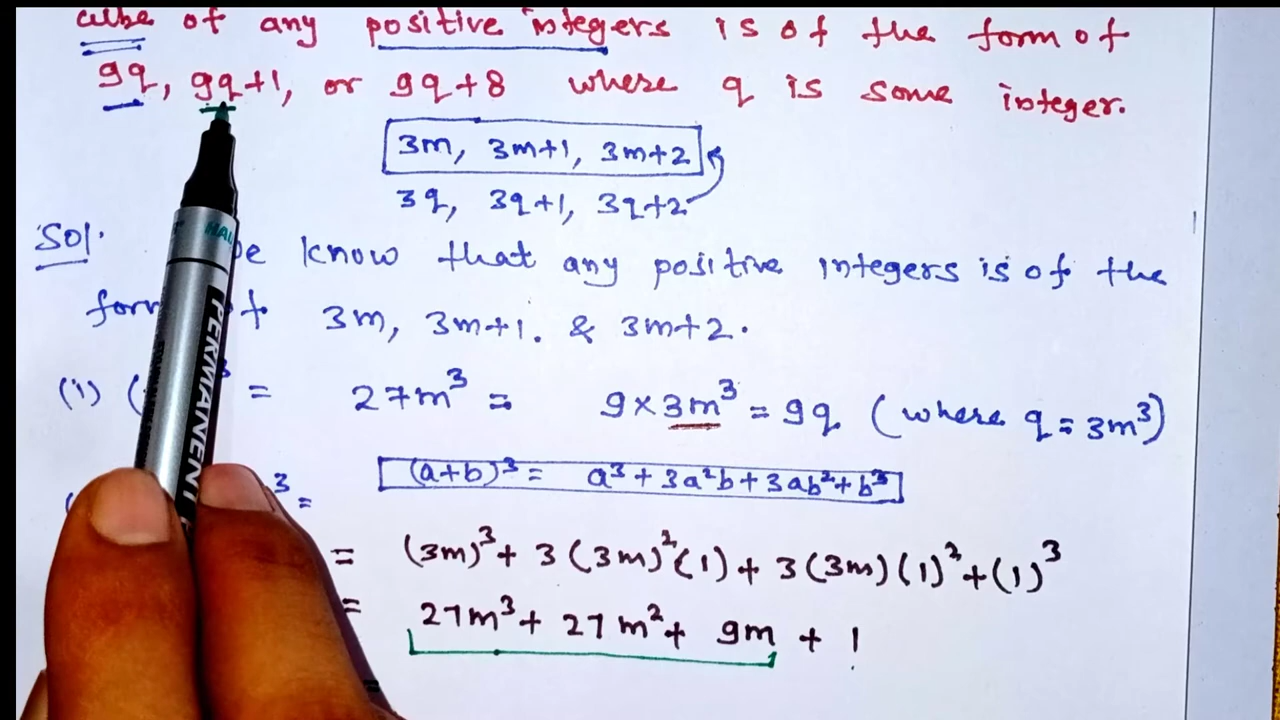 cube of any positive integers is of the form of
9q, 9q+1, or 9q+8 where q is some integer.
3m, 3m+1, 3m+2
3q, 3q+1, 3q+2
Sol. know that any positive integers is of the
3m, 3m+1. & 3m+2.
(i) ( 3 = 27m³ = 9×3m³ = 9q (where q = 3m³)
(a+b)³ = a³ + 3a²b + 3ab² + b³
3 =
= (3m)³ + 3(3m)²(1) + 3(3m)(1)² + (1)³
= 27m³ + 27m² + 9m + 1
PERMANENT